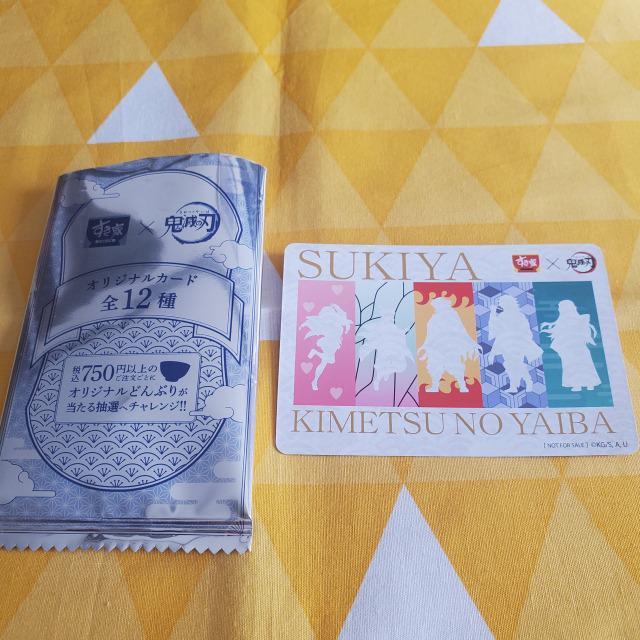 すき家 × 鬼滅の刃
オリジナルカード
全12種
税込750円以上の
ご注文ごとに
オリジナルどんぶりが
当たる抽選へチャレンジ!!
SUKIYA
すき家 × 鬼滅の刃
KIMETSU NO YAIBA
[ NOT FOR SALE ] ©KG/S, A, U